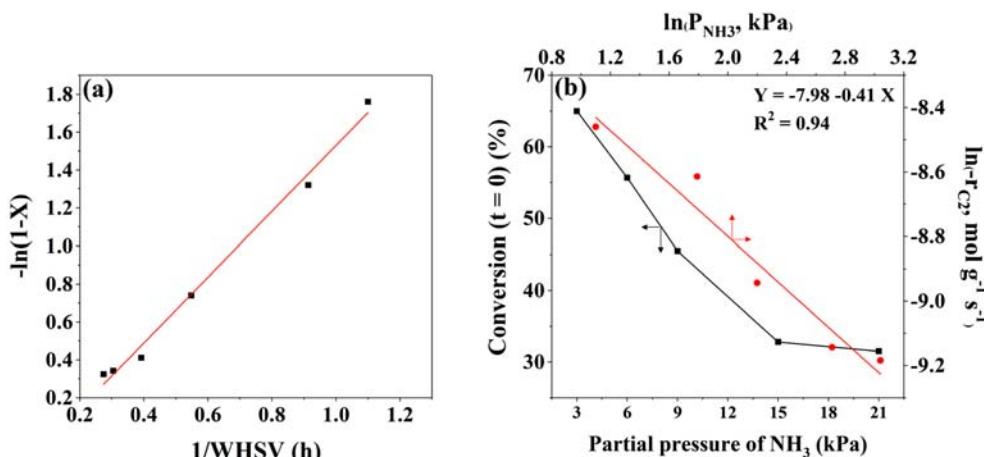 (a)
-ln(1-X)
1.8
1.6
1.4
1.2
1.0
0.8
0.6
0.4
0.2
0.2 0.4 0.6 0.8 1.0 1.2
1/WHSV (h)
ln(P_NH3, kPa)
0.8 1.2 1.6 2.0 2.4 2.8 3.2
(b)
Y = -7.98 -0.41 X
R² = 0.94
Conversion (t = 0) (%)
70
60
50
40
30
-8.4
-8.6
-8.8
-9.0
-9.2
ln(-r_C2, mol g⁻¹ s⁻¹)
3 6 9 12 15 18 21
Partial pressure of NH₃ (kPa)